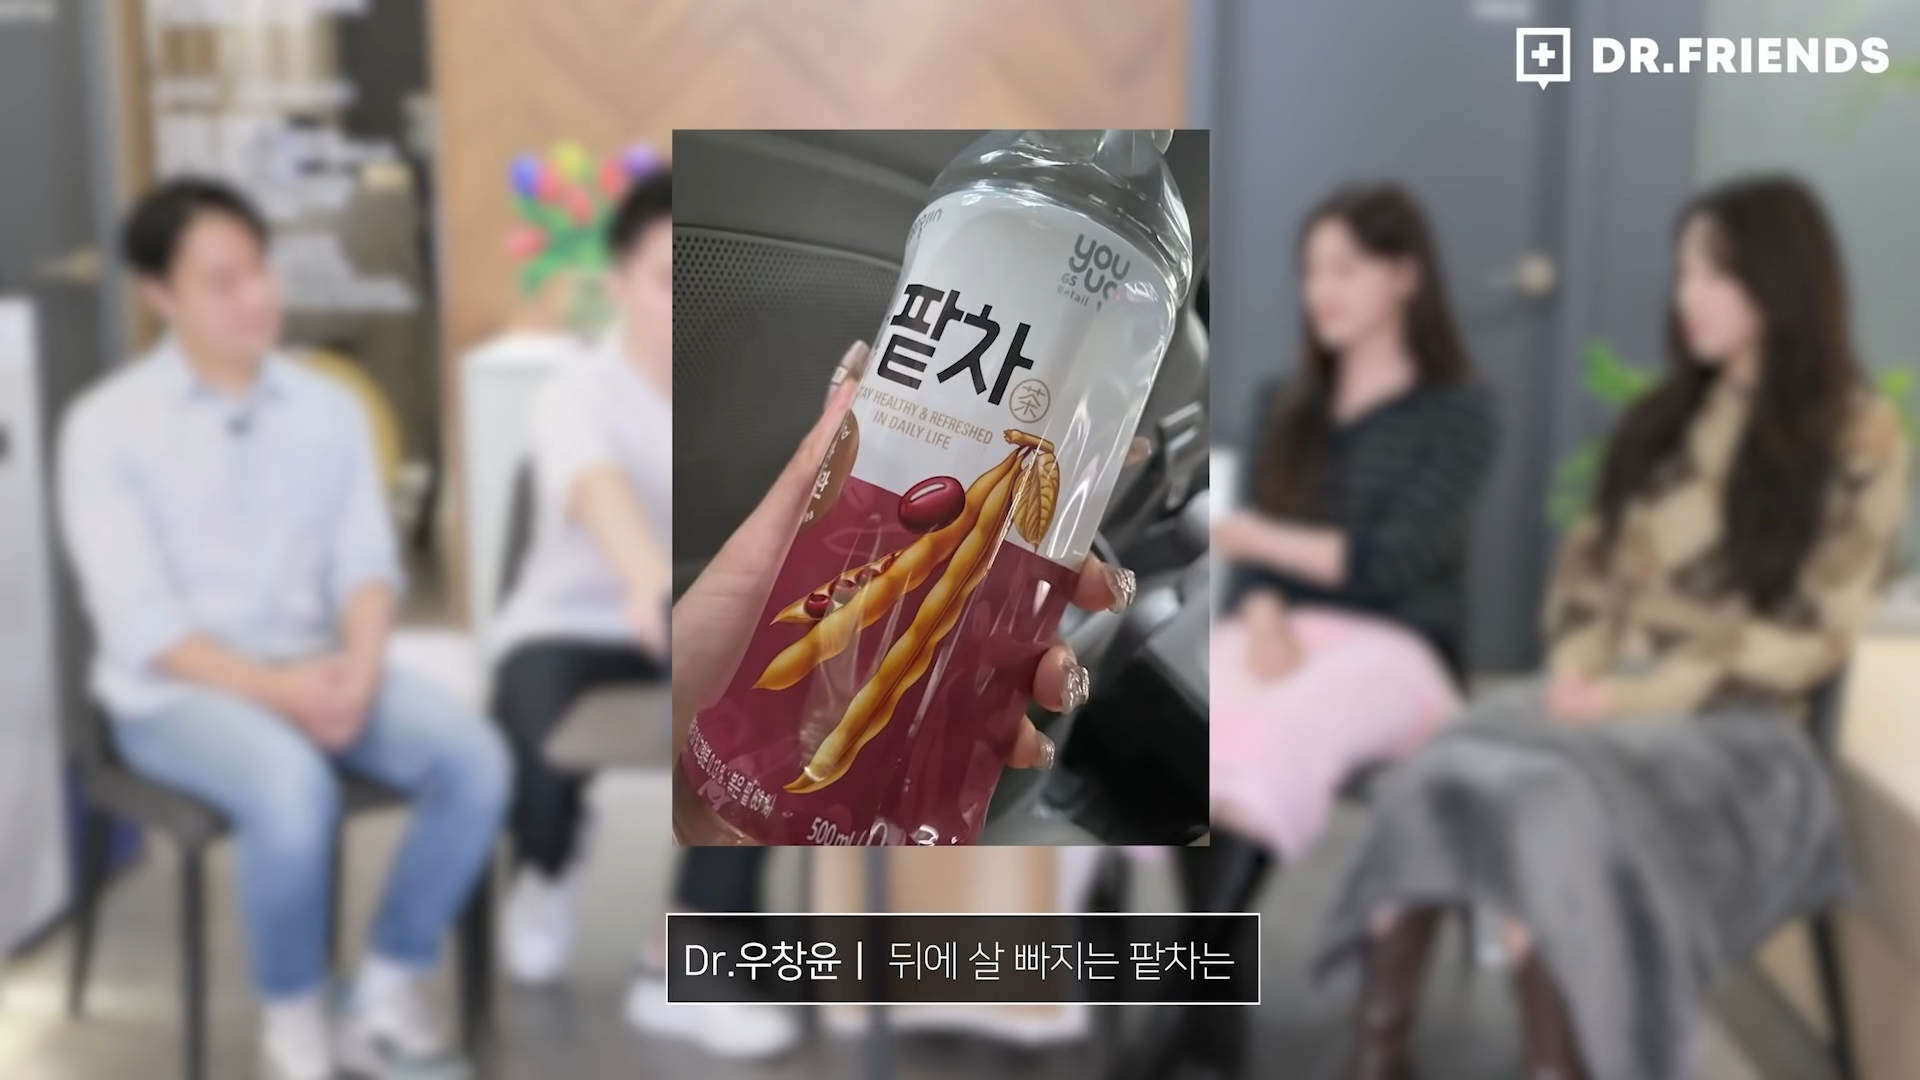 DR.FRIENDS
you
us
GS
Retail
팥차
茶
HEALTHY & REFRESHED
IN DAILY LIFE
500ml
Dr.우창윤 | 뒤에 살 빠지는 팥차는